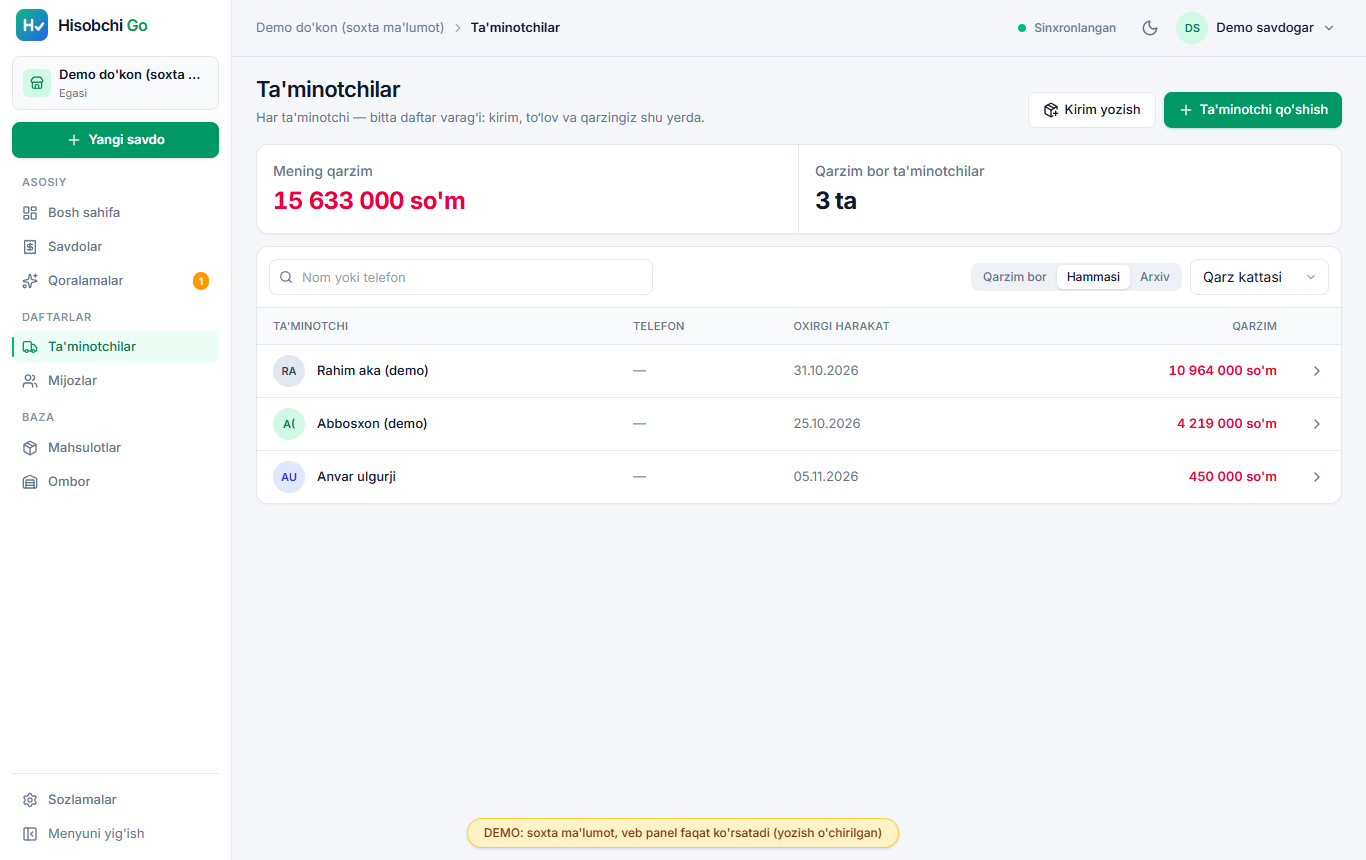 Hisobchi Go
Demo do'kon (soxta ...
Egasi
Yangi savdo
ASOSIY
Bosh sahifa
Savdolar
Qoralamalar 1
DAFTARLAR
Ta'minotchilar
Mijozlar
BAZA
Mahsulotlar
Ombor
Sozlamalar
Menyuni yig'ish
Demo do'kon (soxta ma'lumot) > Ta'minotchilar
Sinxronlangan
DS Demo savdogar
Ta'minotchilar
Har ta'minotchi — bitta daftar varag'i: kirim, to'lov va qarzingiz shu yerda.
Kirim yozish
Ta'minotchi qo'shish
Mening qarzim
15 633 000 so'm
Qarzim bor ta'minotchilar
3 ta
Nom yoki telefon
Qarzim bor Hammasi Arxiv
Qarz kattasi
TA'MINOTCHI TELEFON OXIRGI HARAKAT QARZIM
RA Rahim aka (demo) — 31.10.2026 10 964 000 so'm
A( Abbosxon (demo) — 25.10.2026 4 219 000 so'm
AU Anvar ulgurji — 05.11.2026 450 000 so'm
DEMO: soxta ma'lumot, veb panel faqat ko'rsatadi (yozish o'chirilgan)